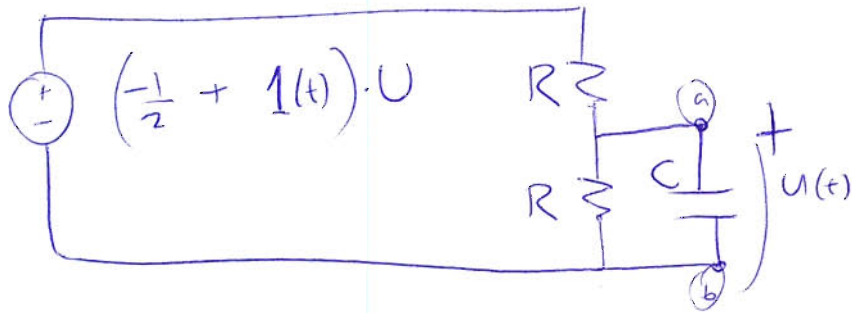 +
-
(-1/2 + 1(t)) · U
R
a
+
R
C
u(t)
b